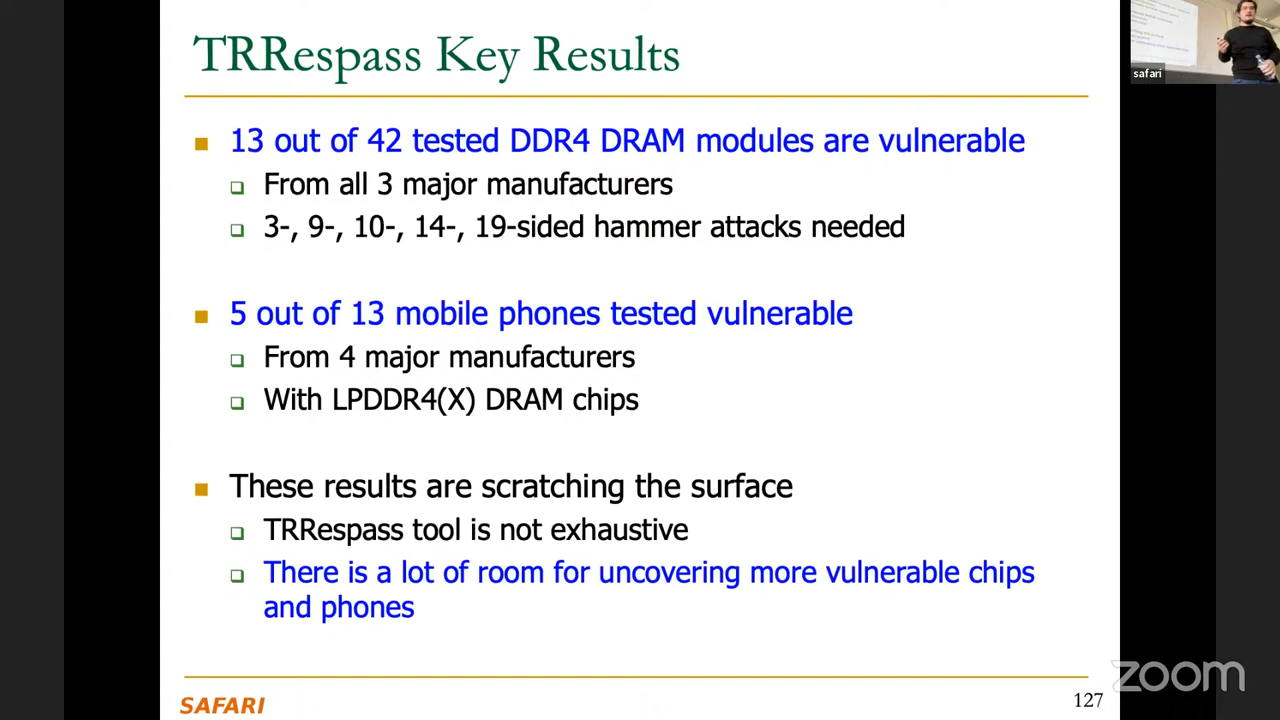 TRRespass Key Results
safari
13 out of 42 tested DDR4 DRAM modules are vulnerable
From all 3 major manufacturers
3-, 9-, 10-, 14-, 19-sided hammer attacks needed
5 out of 13 mobile phones tested vulnerable
From 4 major manufacturers
With LPDDR4(X) DRAM chips
These results are scratching the surface
TRRespass tool is not exhaustive
There is a lot of room for uncovering more vulnerable chips
and phones
SAFARI
127
zoom